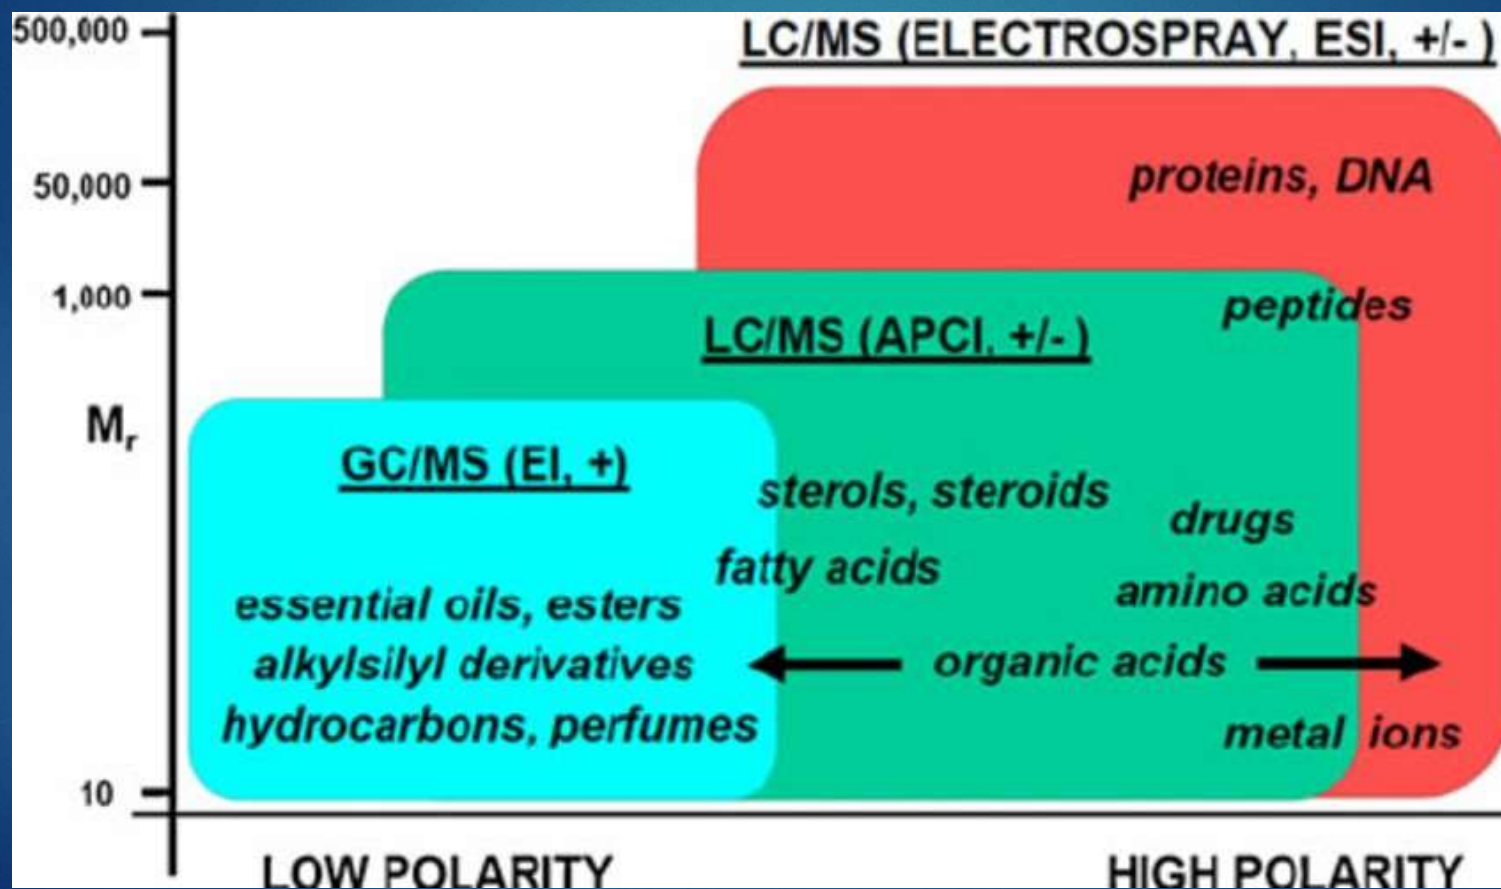 500,000
LC/MS (ELECTROSPRAY, ESI, +/- )
50,000
proteins, DNA
1,000
peptides
LC/MS (APCI, +/- )
Mr
GC/MS (EI, +)
sterols, steroids
drugs
fatty acids
essential oils, esters
amino acids
alkylsilyl derivatives
organic acids
hydrocarbons, perfumes
metal ions
10
LOW POLARITY
HIGH POLARITY